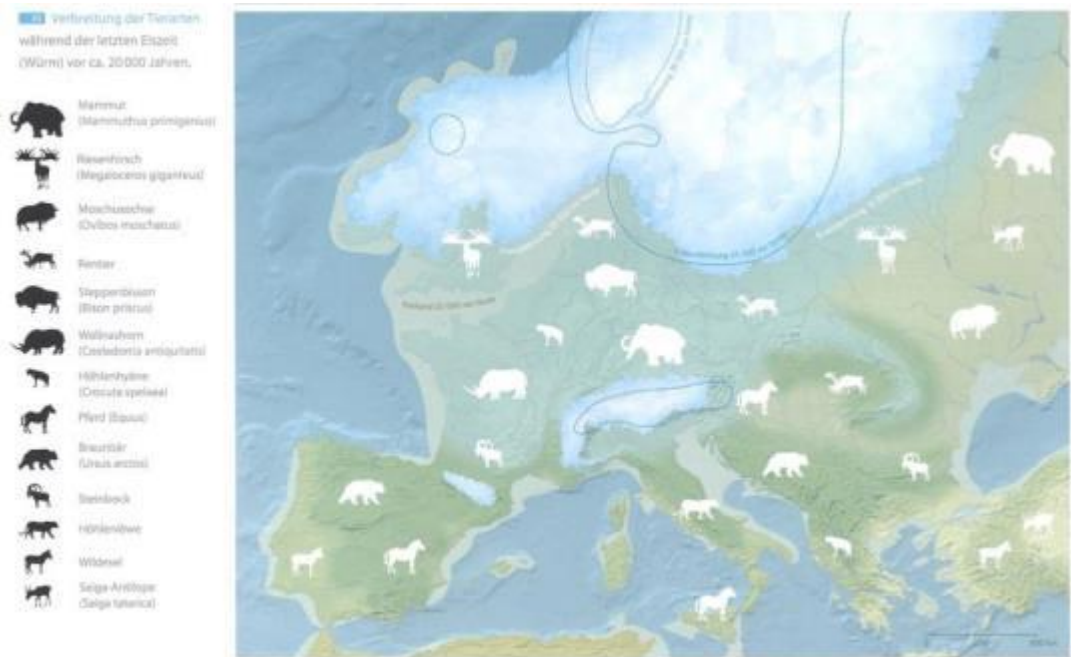 Verbreitung der Tierarten
während der letzten Eiszeit
(Würm) vor ca. 20000 Jahren.
Mammut
(Mammuthus primigenius)
Riesenhirsch
(Megaloceros giganteus)
Moschusochse
(Ovibos moschatus)
Rentier
Steppenbison
(Bison priscus)
Wollnashorn
(Coelodonta antiquitatis)
Höhlenhyäne
(Crocuta spelaea)
Pferd (Equus)
Braunbär
(Ursus arctos)
Steinbock
Höhlenlöwe
Wildesel
Saiga-Antilope
(Saiga tatarica)